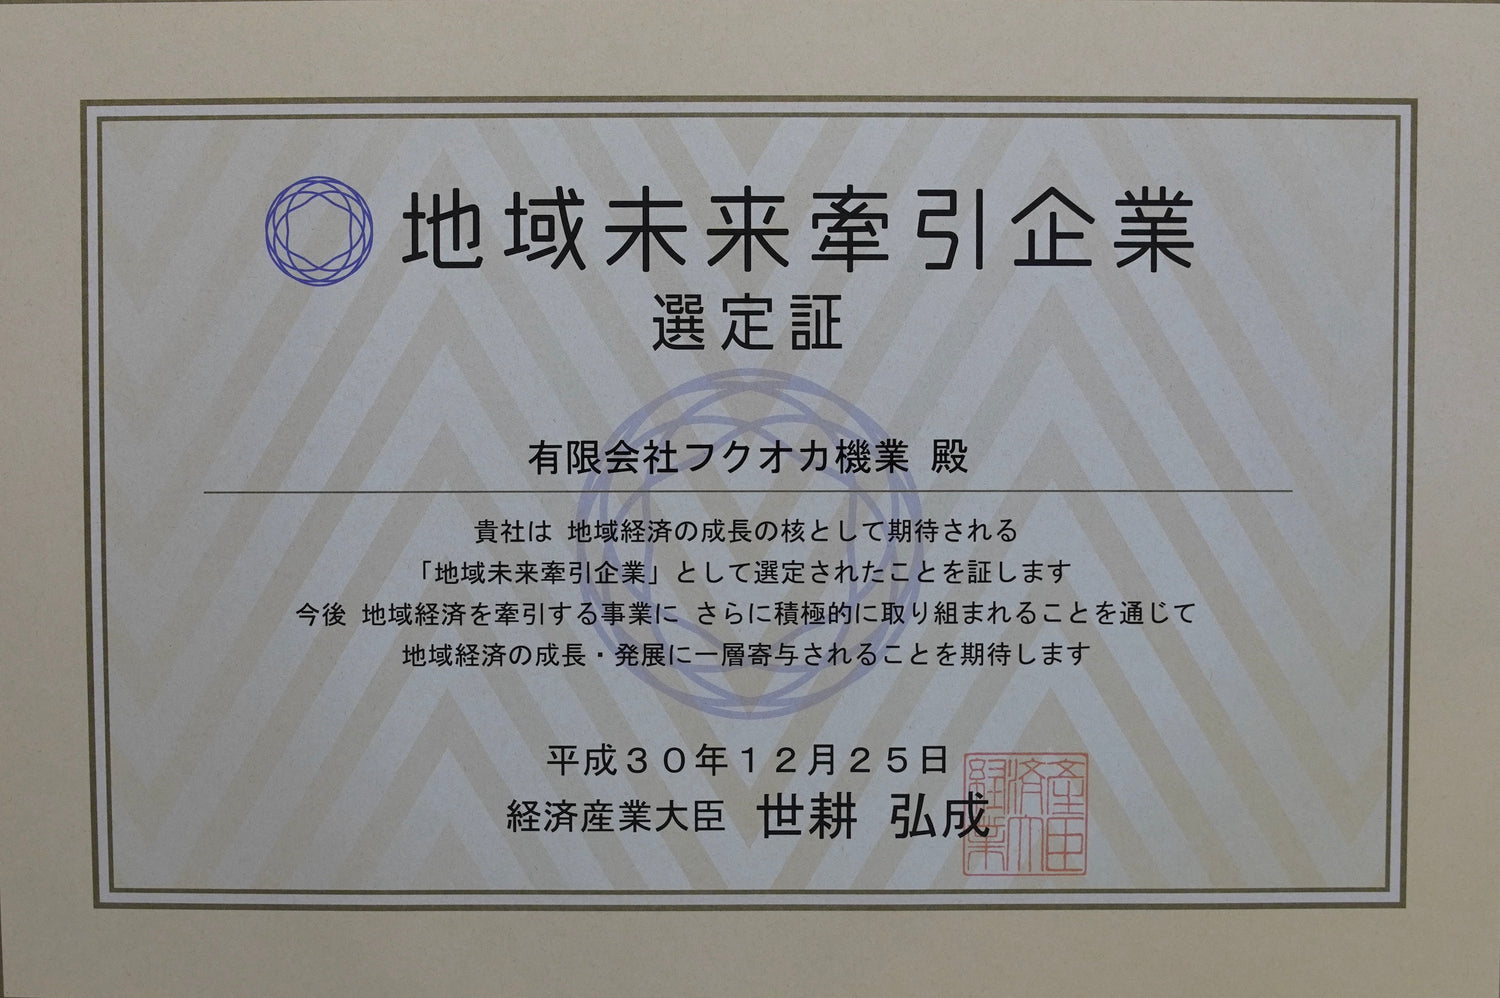 地域未来牽引企業
選定証
有限会社フクオカ機業 殿
貴社は 地域経済の成長の核として期待される
「地域未来牽引企業」として選定されたことを証します
今後 地域経済を牽引する事業に さらに積極的に取り組まれることを通じて
地域経済の成長・発展に一層寄与されることを期待します
平成３０年１２月２５日
経済産業大臣 世耕 弘成